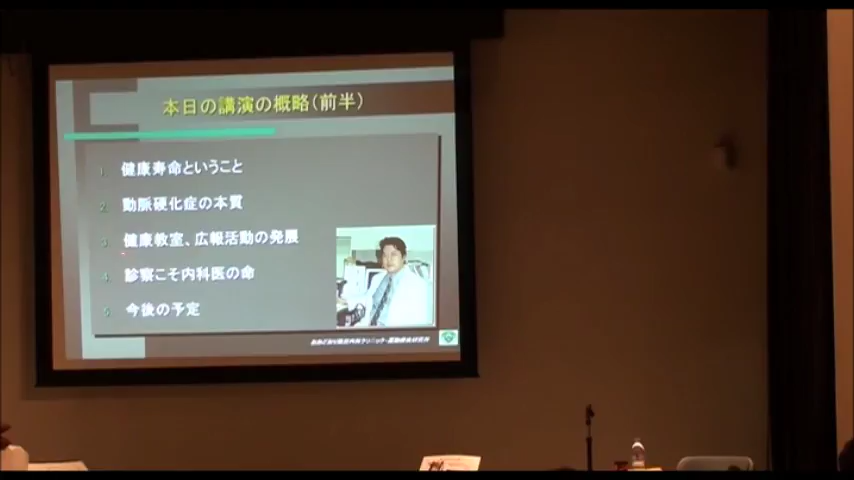 本日の講演の概略(前半)
1. 健康寿命ということ
2. 動脈硬化症の本質
3. 健康教室、広報活動の発展
4. 診察こそ内科医の命
5. 今後の予定